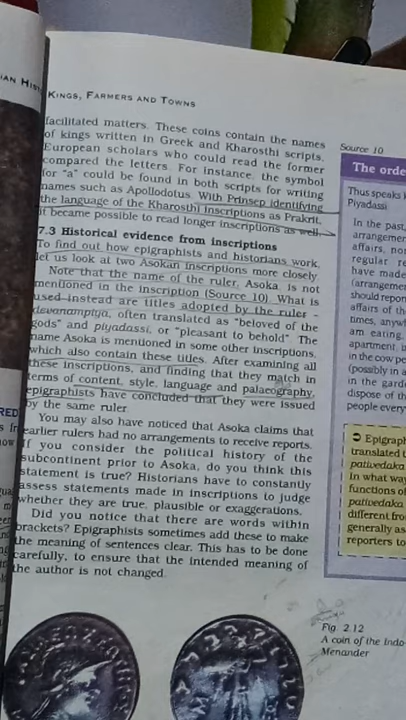 KINGS, FARMERS AND TOWNS
facilitated matters. These coins contain the names
of kings written in Greek and Kharosthi scripts.
European scholars who could read the former
compared the letters. For instance, the symbol
for "a" could be found in both scripts for writing
names such as Apollodotus. With Prinsep identifying
the language of the Kharosthi inscriptions as Prakrit,
it became possible to read longer inscriptions as well.
7.3 Historical evidence from inscriptions
To find out how epigraphists and historians work,
let us look at two Asokan inscriptions more closely.
Note that the name of the ruler, Asoka, is not
mentioned in the inscription (Source 10). What is
used instead are titles adopted by the ruler –
devanampiya, often translated as "beloved of the
gods" and piyadassi, or "pleasant to behold". The
name Asoka is mentioned in some other inscriptions,
which also contain these titles. After examining all
these inscriptions, and finding that they match in
terms of content, style, language and palaeography,
epigraphists have concluded that they were issued
by the same ruler.
You may also have noticed that Asoka claims that
earlier rulers had no arrangements to receive reports.
If you consider the political history of the
subcontinent prior to Asoka, do you think this
statement is true? Historians have to constantly
assess statements made in inscriptions to judge
whether they are true, plausible or exaggerations.
Did you notice that there are words within
brackets? Epigraphists sometimes add these to make
the meaning of sentences clear. This has to be done
carefully, to ensure that the intended meaning of
the author is not changed.
Source 10
The orde
Thus speaks
Piyadassi
In the past,
arrangemen
affairs, no
regular re
have made
(arrangemen
should repor
affairs of th
times, anyw
am eating,
apartment, i
in the cow pe
(possibly in a
in the garde
dispose of th
people every
Epigraph
translated t
pativedaka
In what way
functions of
pativedaka
different fro
generally as
reporters to
Fig. 2.12
A coin of the Indo-
Menander